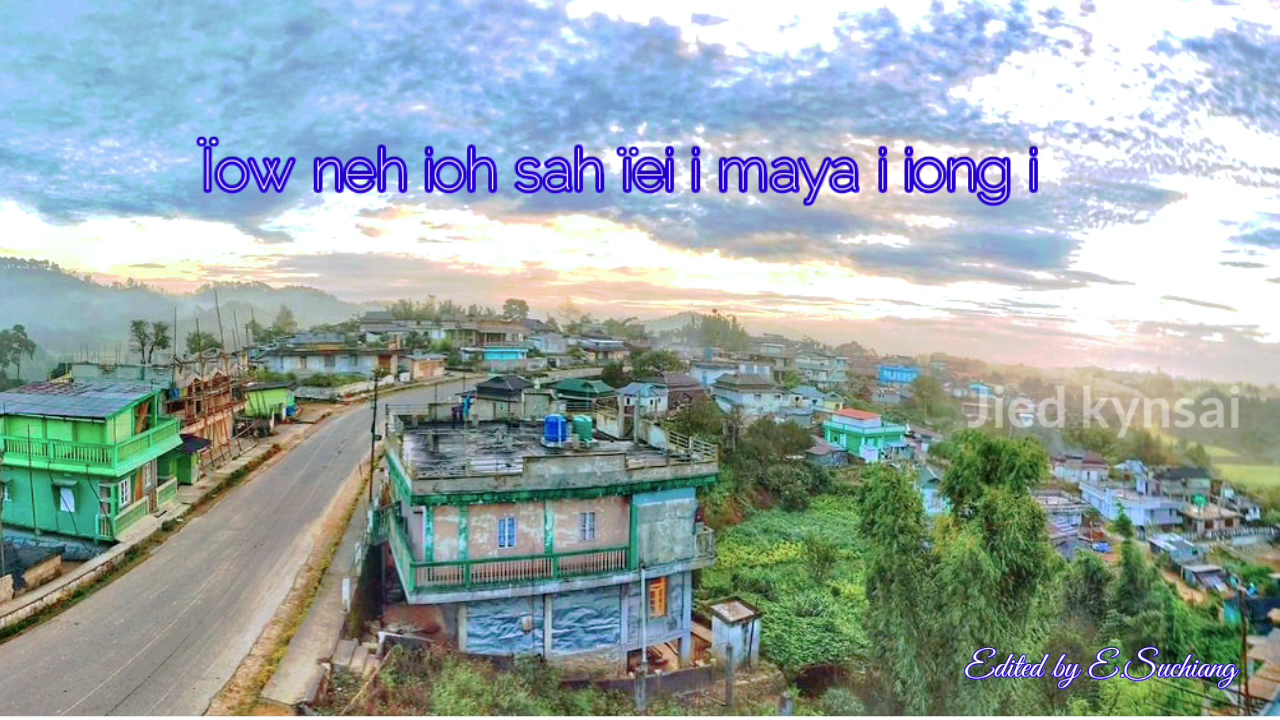 Ïow neh ioh sah ïei i maya i iong i
Jied kynsai
Edited by E.Suchiang